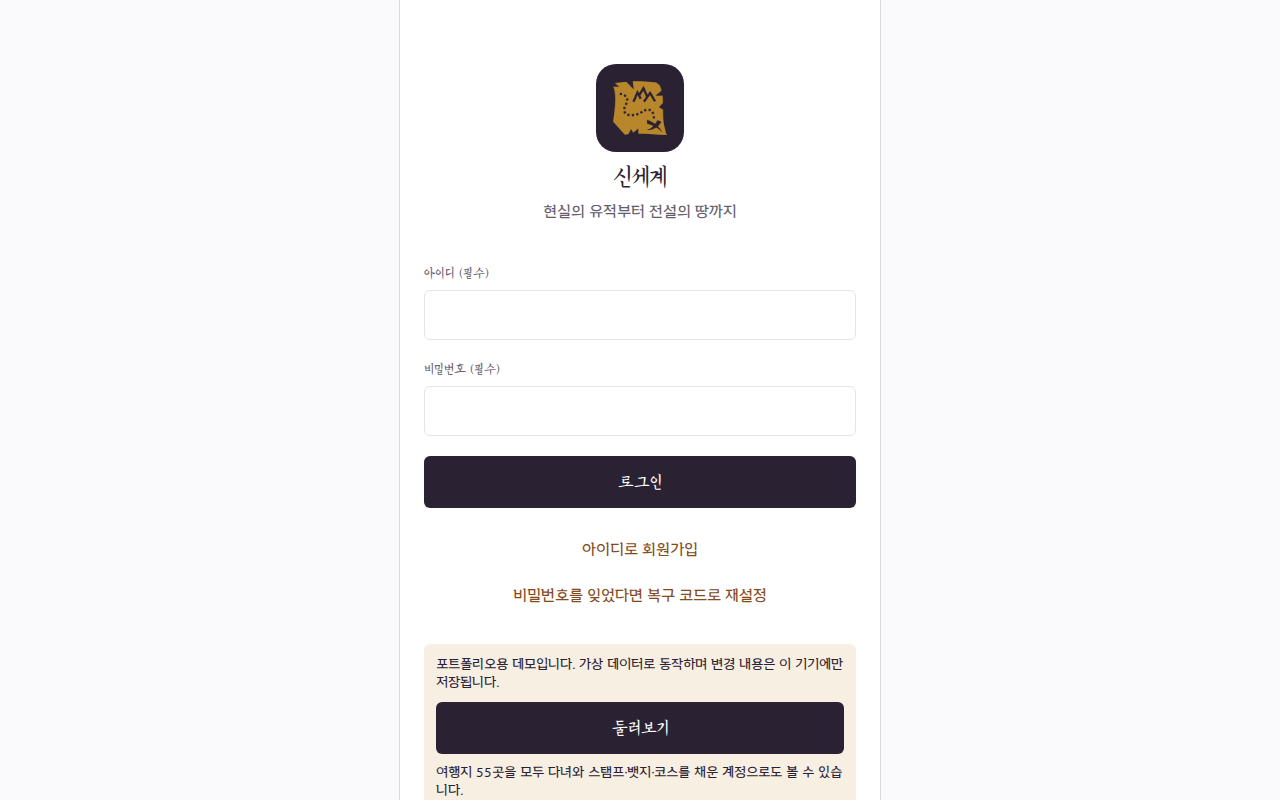 신세계
현실의 유적부터 전설의 땅까지
아이디 (필수)
비밀번호 (필수)
로그인
아이디로 회원가입
비밀번호를 잊었다면 복구 코드로 재설정
포트폴리오용 데모입니다. 가상 데이터로 동작하며 변경 내용은 이 기기에만
저장됩니다.
둘러보기
여행지 55곳을 모두 다녀와 스탬프·뱃지·코스를 채운 계정으로도 볼 수 있습
니다.